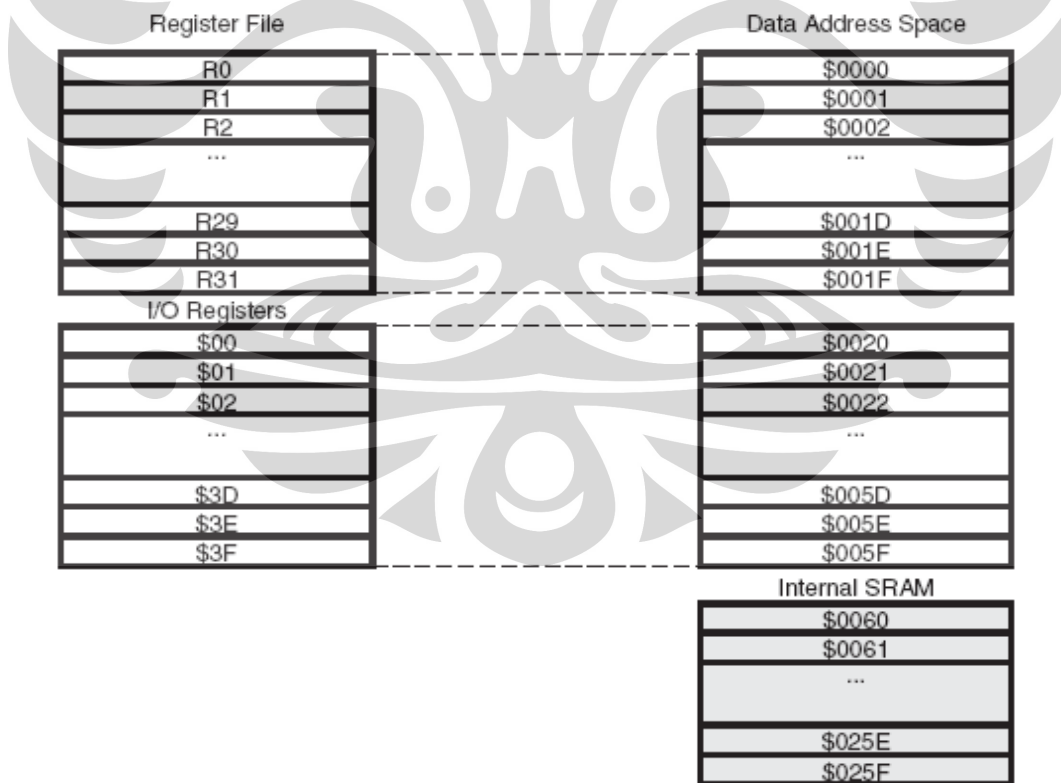 Register File
Data Address Space
R0
$0000
R1
$0001
R2
$0002
...
...
R29
$001D
R30
$001E
R31
$001F
I/O Registers
$00
$0020
$01
$0021
$02
$0022
...
...
$3D
$005D
$3E
$005E
$3F
$005F
Internal SRAM
$0060
$0061
...
$025E
$025F